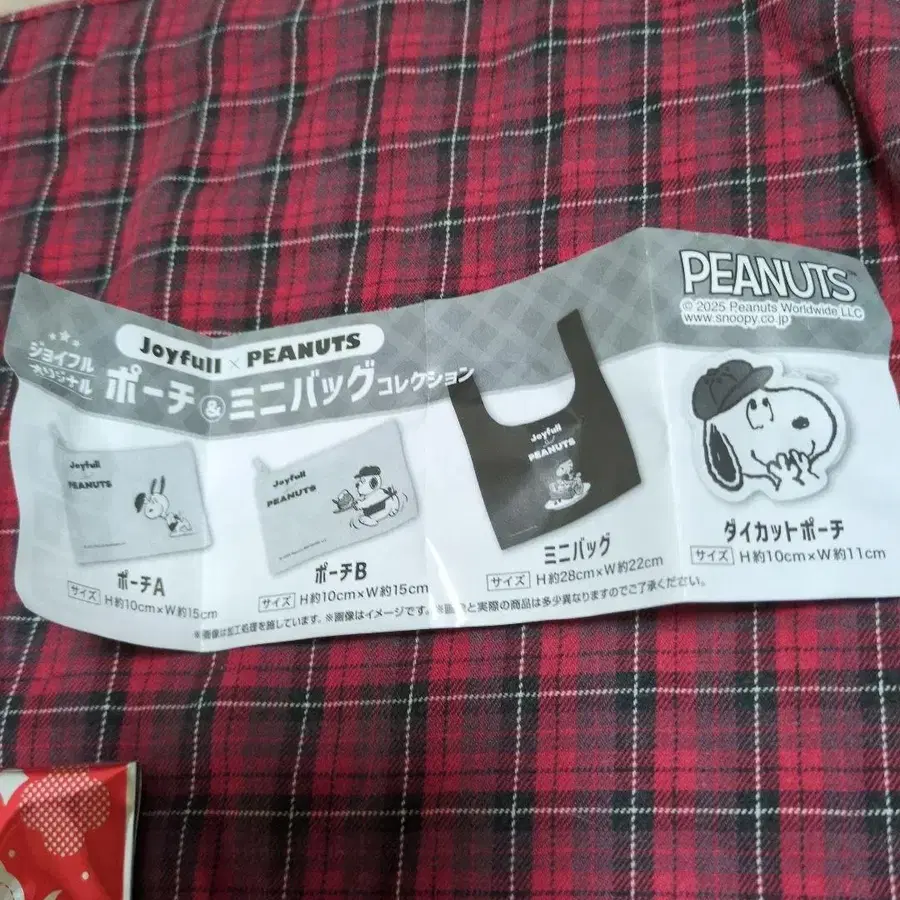 PEANUTS
© 2025 Peanuts Worldwide LLC
www.snoopy.co.jp
Joyfull × PEANUTS
ジョイフル
オリジナル
ポーチ&ミニバッグコレクション
Joyfull
PEANUTS
ポーチA
サイズ H約10cm×W約15cm
Joyfull
PEANUTS
ポーチB
サイズ H約10cm×W約15cm
Joyfull
PEANUTS
ミニバッグ
サイズ H約28cm×W約22cm
ダイカットポーチ
サイズ H約10cm×W約11cm
※画像は加工処理を施しています。※画像はイメージです。※画像と実際の商品は多少異なりますのでご了承ください。